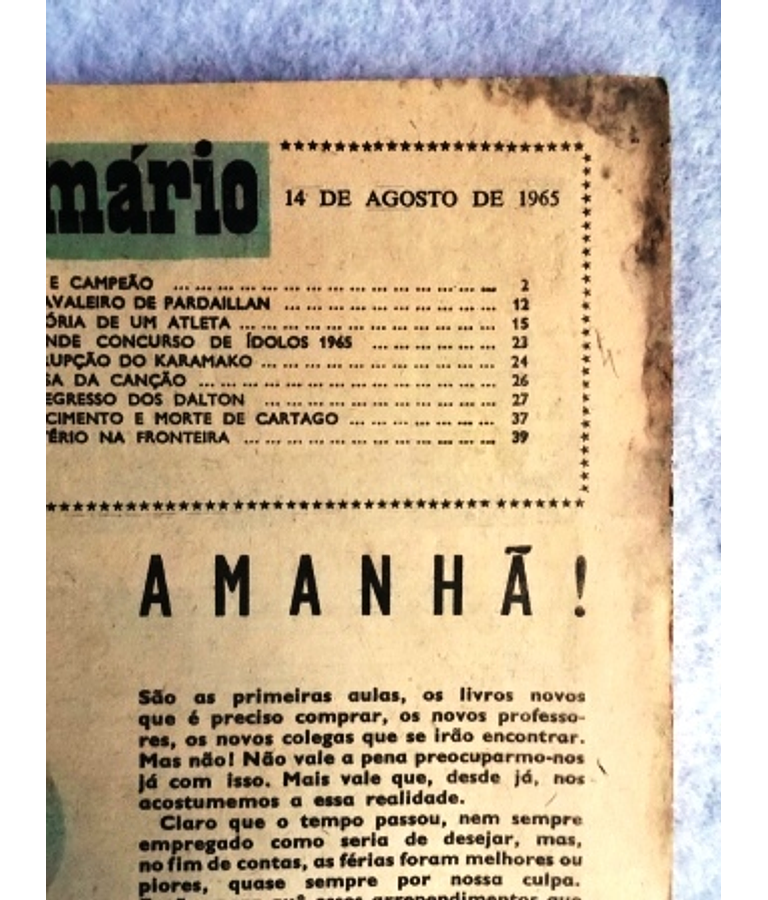 mário
14 DE AGOSTO DE 1965
E CAMPEÃO ... ... ... ... ... ... ... ... ... ... ... ... ... ... 2
AVALEIRO DE PARDAILLAN ... ... ... ... ... ... ... ... ... 12
ÓRIA DE UM ATLETA ... ... ... ... ... ... ... ... ... ... ... 15
NDE CONCURSO DE ÍDOLOS 1965 ... ... ... ... ... ... 23
RUPÇÃO DO KARAMAKO ... ... ... ... ... ... ... ... ... ... 24
SA DA CANÇÃO ... ... ... ... ... ... ... ... ... ... ... ... ... 26
EGRESSO DOS DALTON ... ... ... ... ... ... ... ... ... ... 27
CIMENTO E MORTE DE CARTAGO ... ... ... ... ... ... ... 37
TÉRIO NA FRONTEIRA ... ... ... ... ... ... ... ... ... ... ... 39
AMANHÃ!
São as primeiras aulas, os livros novos
que é preciso comprar, os novos professo-
res, os novos colegas que se irão encontrar.
Mas não! Não vale a pena preocuparmo-nos
já com isso. Mais vale que, desde já, nos
acostumemos a essa realidade.
Claro que o tempo passou, nem sempre
empregado como seria de desejar, mas,
no fim de contas, as férias foram melhores ou
piores, quase sempre por nossa culpa.